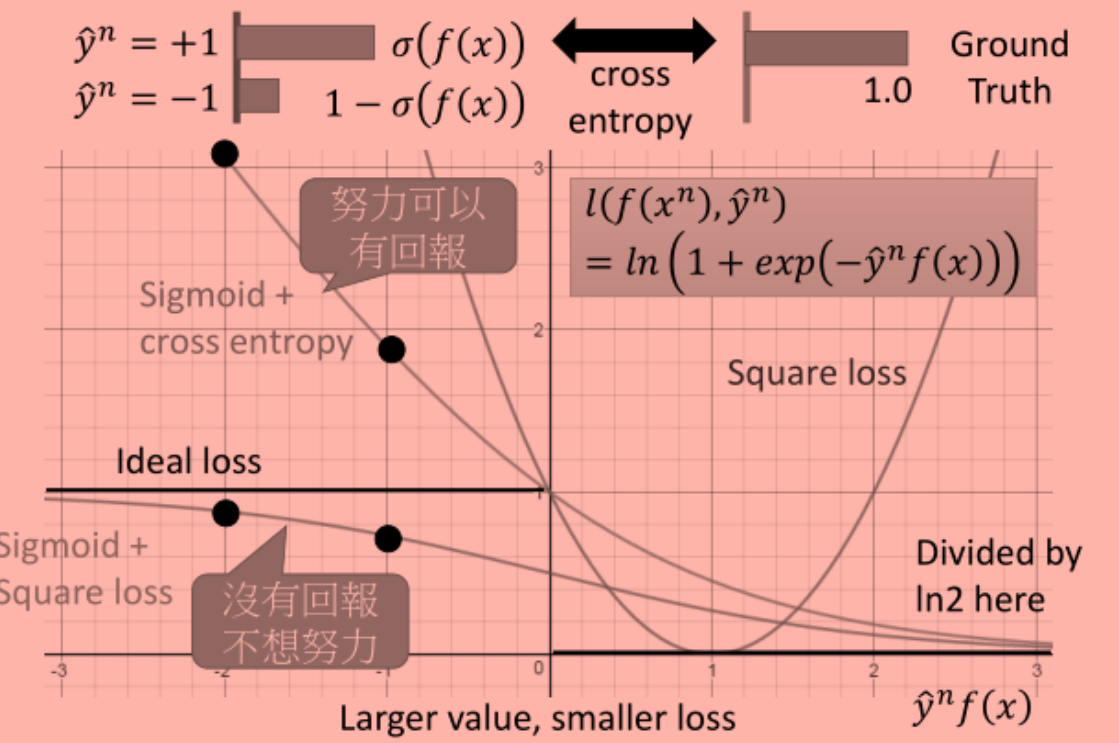 ŷⁿ = +1
σ(f(x))
ŷⁿ = −1
1 − σ(f(x))
cross
entropy
Ground
Truth
1.0
努力可以
有回報
l(f(xⁿ), ŷⁿ)
= ln(1 + exp(−ŷⁿf(x)))
Sigmoid +
cross entropy
Square loss
Ideal loss
Sigmoid +
Square loss
沒有回報
不想努力
Divided by
ln2 here
3
2
1
-3
-2
-1
0
1
2
3
Larger value, smaller loss
ŷⁿf(x)